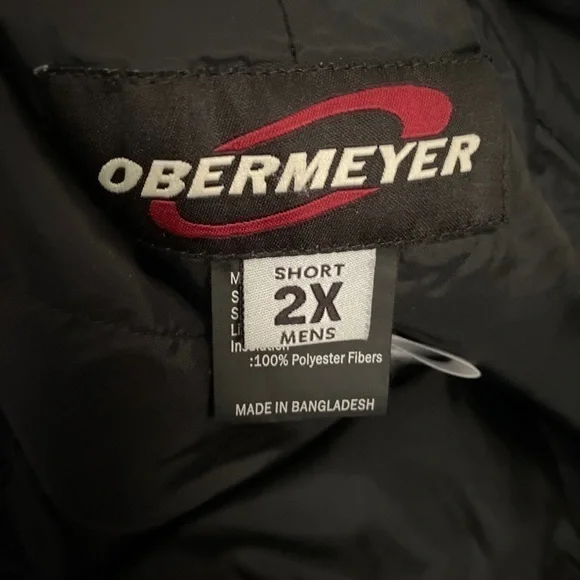 OBERMEYER
SHORT
2X
MENS
:100% Polyester Fibers
MADE IN BANGLADESH